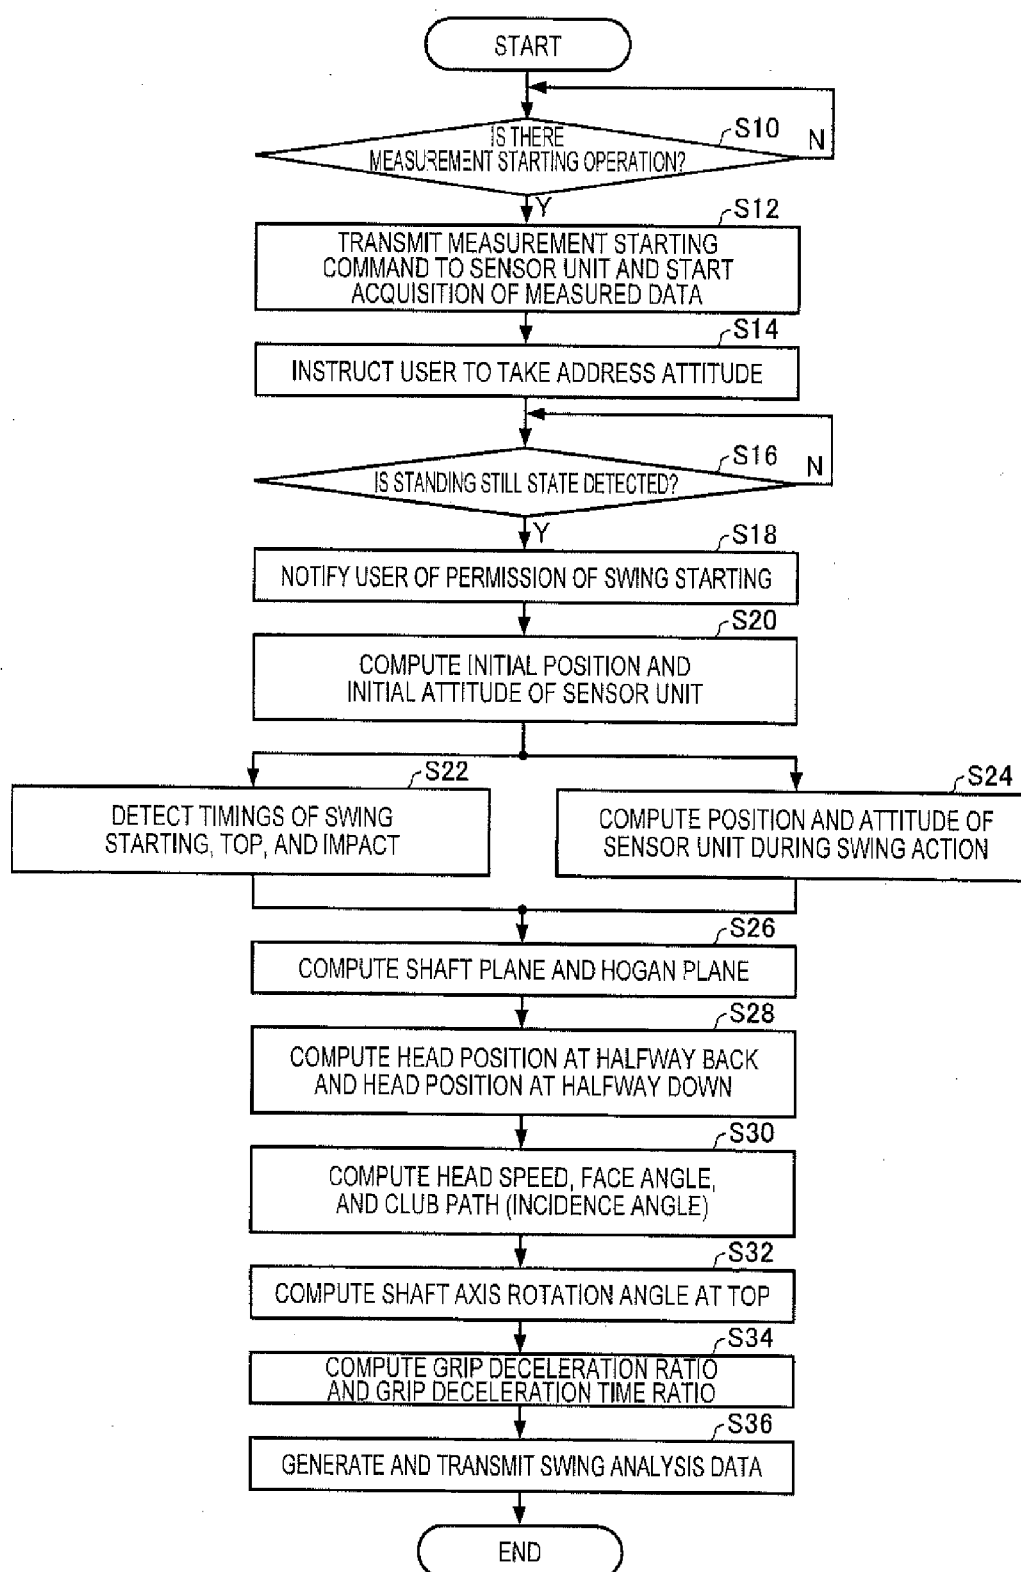 START
S10
IS THERE
MEASUREMENT STARTING OPERATION?
N
Y
S12
TRANSMIT MEASUREMENT STARTING
COMMAND TO SENSOR UNIT AND START
ACQUISITION OF MEASURED DATA
S14
INSTRUCT USER TO TAKE ADDRESS ATTITUDE
S16
IS STANDING STILL STATE DETECTED?
N
Y
S18
NOTIFY USER OF PERMISSION OF SWING STARTING
S20
COMPUTE INITIAL POSITION AND
INITIAL ATTITUDE OF SENSOR UNIT
S22
DETECT TIMINGS OF SWING
STARTING, TOP, AND IMPACT
S24
COMPUTE POSITION AND ATTITUDE OF
SENSOR UNIT DURING SWING ACTION
S26
COMPUTE SHAFT PLANE AND HOGAN PLANE
S28
COMPUTE HEAD POSITION AT HALFWAY BACK
AND HEAD POSITION AT HALFWAY DOWN
S30
COMPUTE HEAD SPEED, FACE ANGLE,
AND CLUB PATH (INCIDENCE ANGLE)
S32
COMPUTE SHAFT AXIS ROTATION ANGLE AT TOP
S34
COMPUTE GRIP DECELERATION RATIO
AND GRIP DECELERATION TIME RATIO
S36
GENERATE AND TRANSMIT SWING ANALYSIS DATA
END